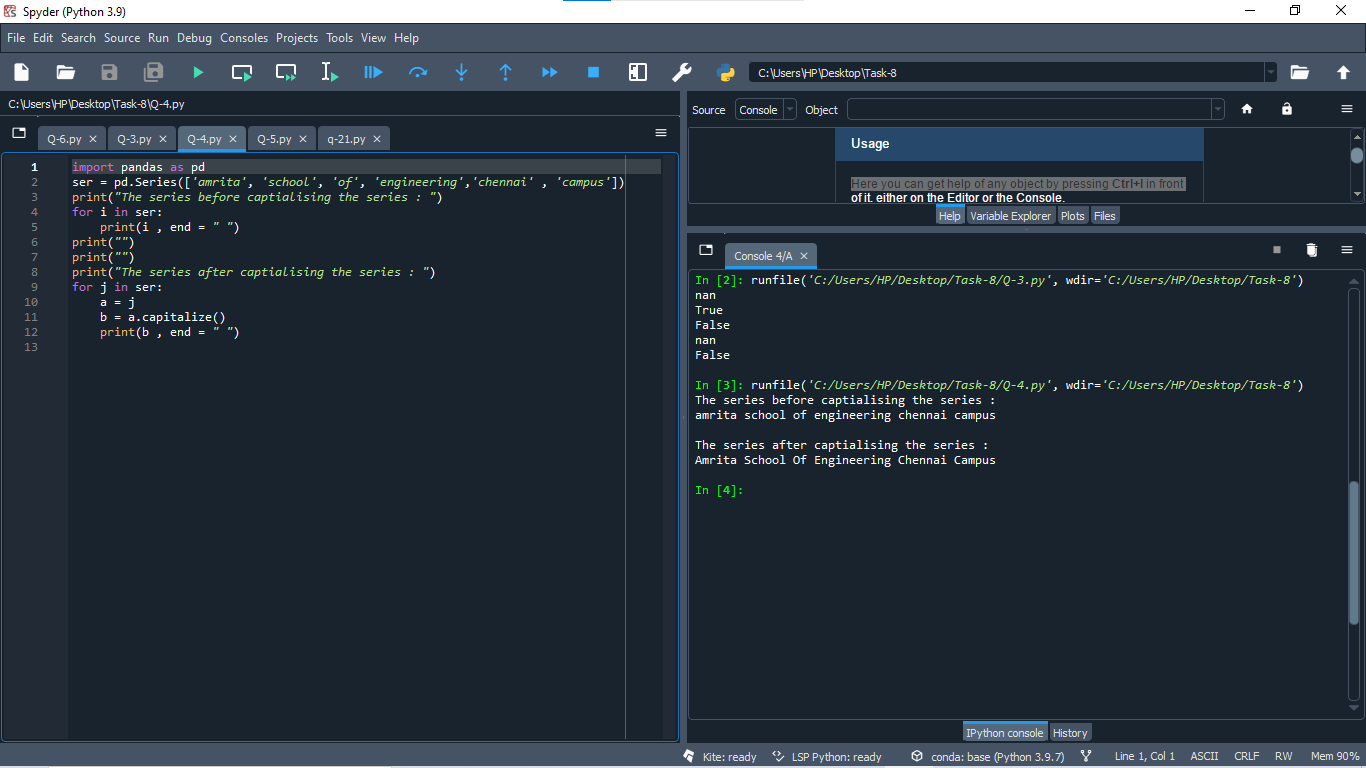 Spyder (Python 3.9)
File Edit Search Source Run Debug Consoles Projects Tools View Help
C:\Users\HP\Desktop\Task-8
C:\Users\HP\Desktop\Task-8\Q-4.py
Q-6.py Q-3.py Q-4.py Q-5.py q-21.py
1 import pandas as pd
2 ser = pd.Series(['amrita', 'school', 'of', 'engineering','chennai' , 'campus'])
3 print("The series before captialising the series : ")
4 for i in ser:
5     print(i , end = " ")
6 print("")
7 print("")
8 print("The series after captialising the series : ")
9 for j in ser:
10     a = j
11     b = a.capitalize()
12     print(b , end = " ")
13
Source Console Object
Usage
Here you can get help of any object by pressing Ctrl+I in front
of it, either on the Editor or the Console.
Help Variable Explorer Plots Files
Console 4/A
In [2]: runfile('C:/Users/HP/Desktop/Task-8/Q-3.py', wdir='C:/Users/HP/Desktop/Task-8')
nan
True
False
nan
False
In [3]: runfile('C:/Users/HP/Desktop/Task-8/Q-4.py', wdir='C:/Users/HP/Desktop/Task-8')
The series before captialising the series :
amrita school of engineering chennai campus
The series after captialising the series :
Amrita School Of Engineering Chennai Campus
In [4]:
IPython console History
Kite: ready LSP Python: ready conda: base (Python 3.9.7) Line 1, Col 1 ASCII CRLF RW Mem 90%